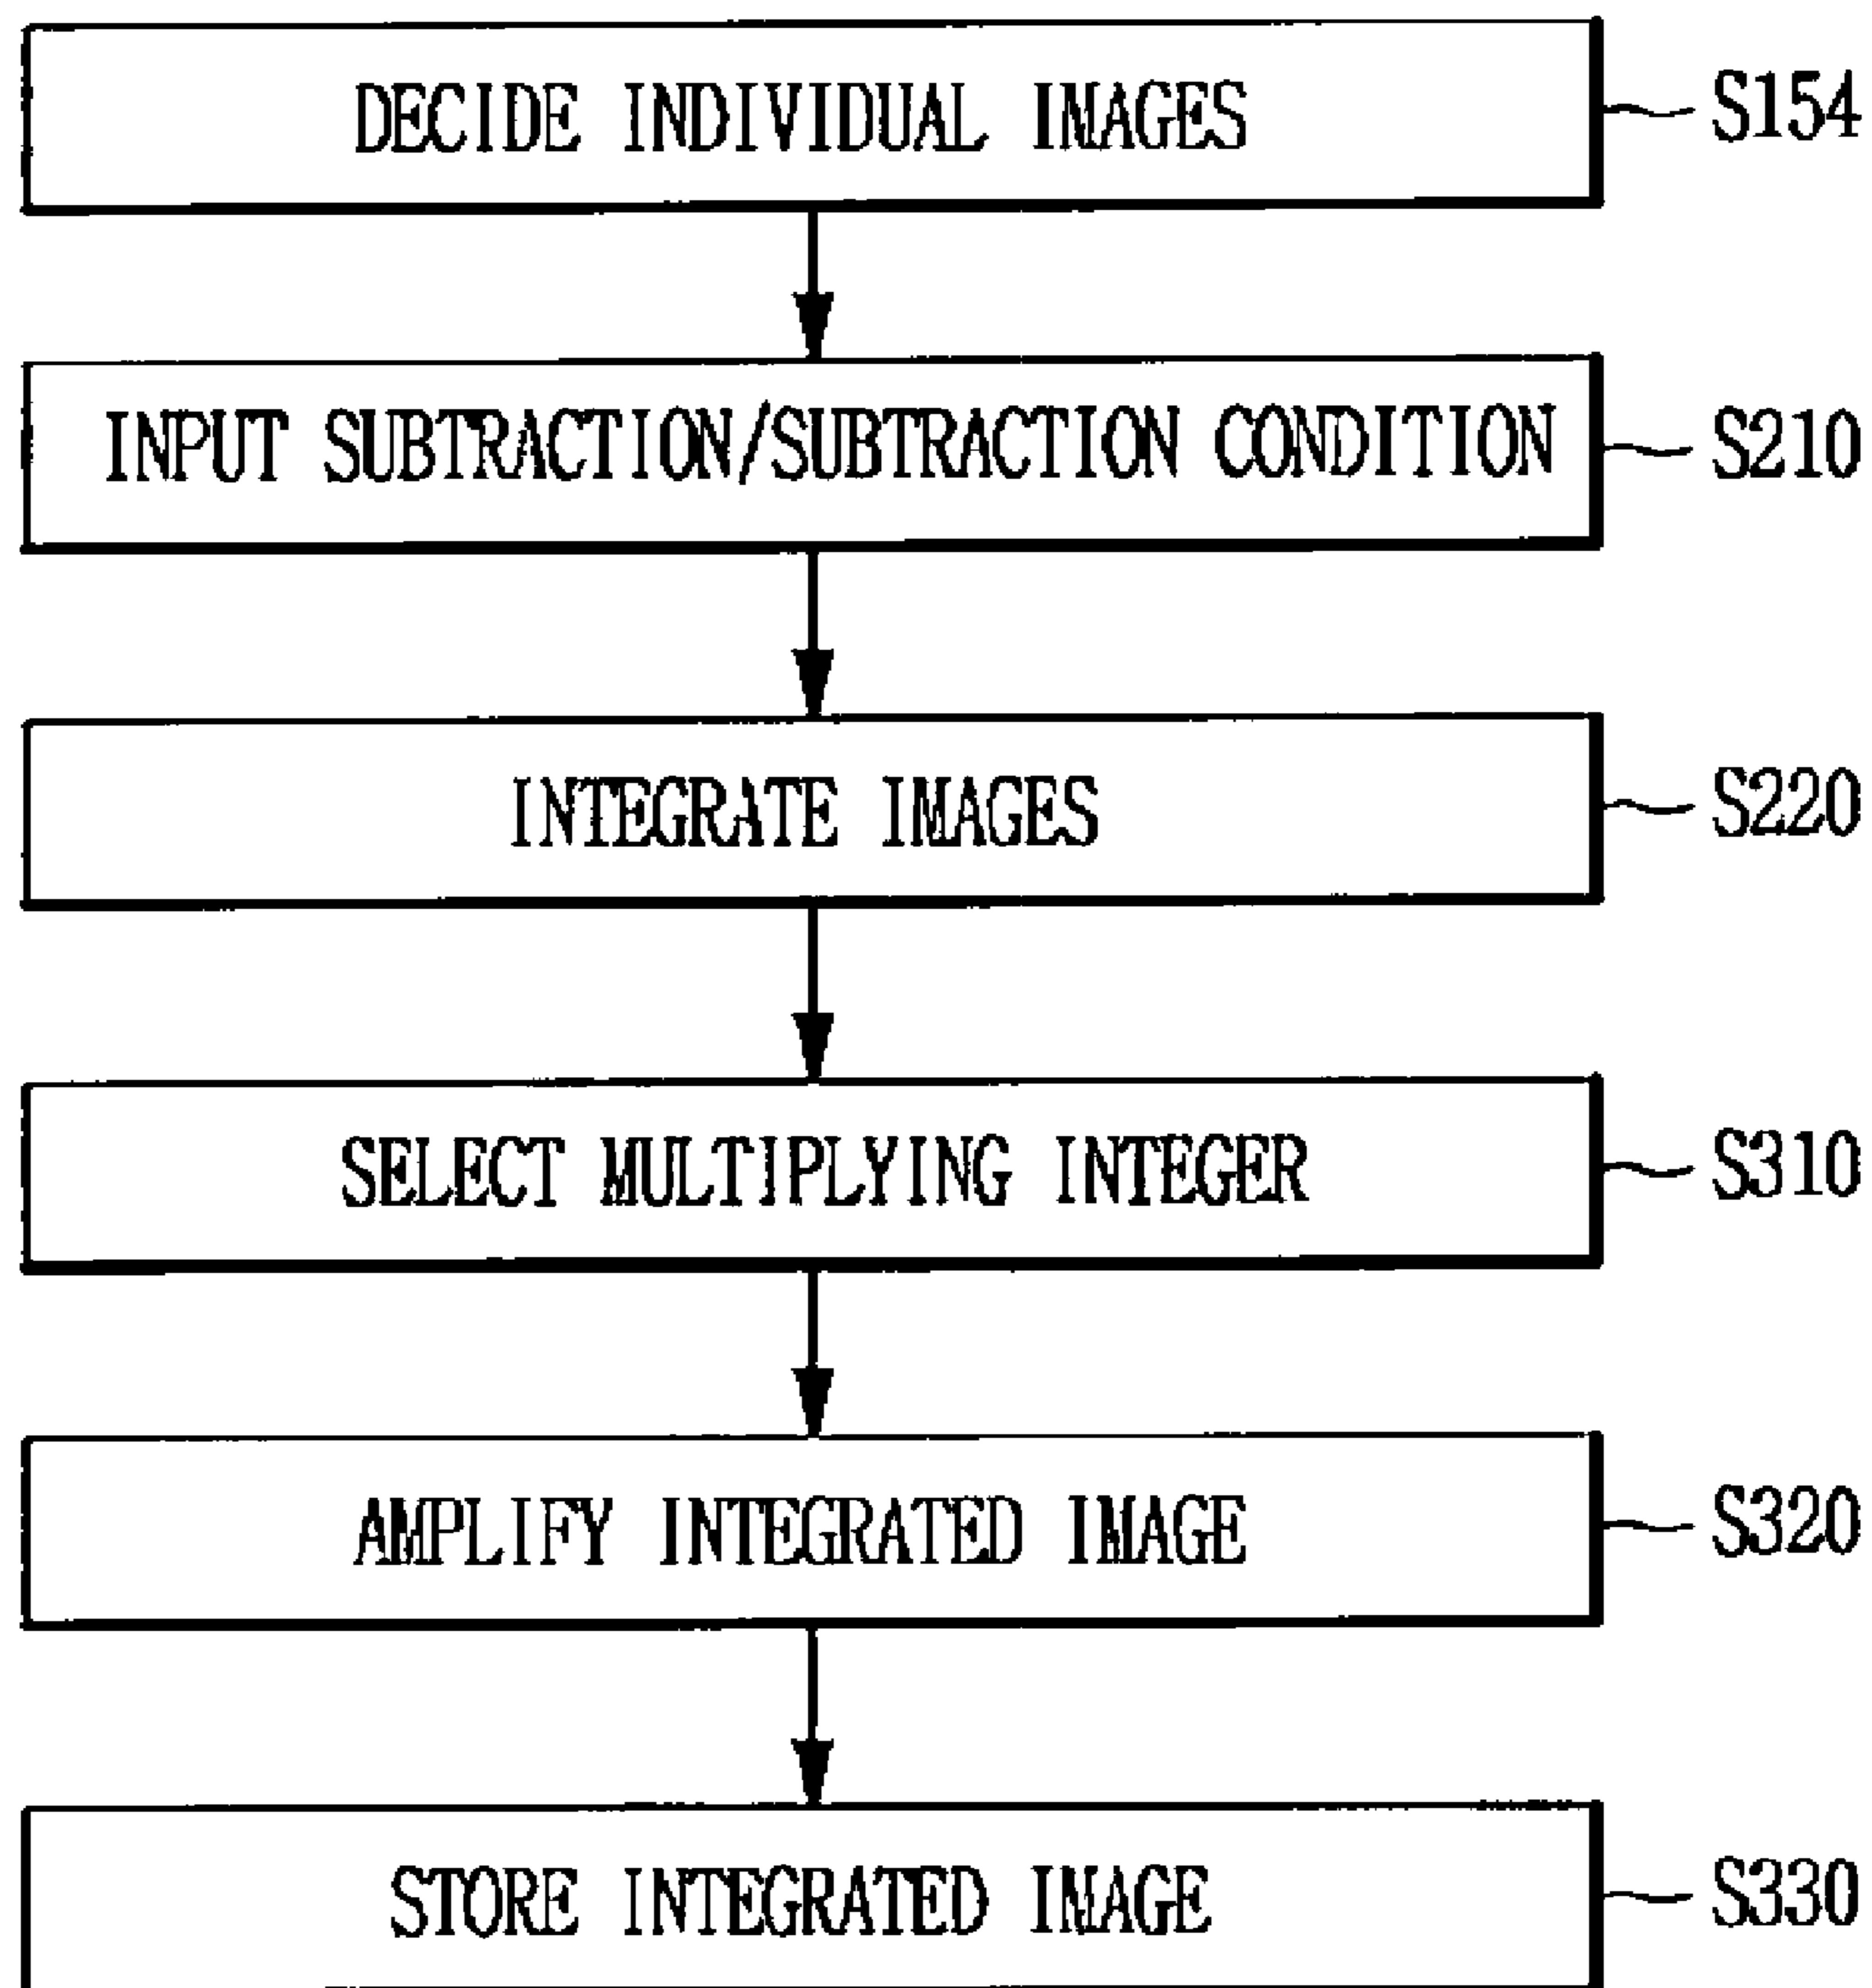 DECIDE INDIVIDUAL IMAGES S154
INPUT SUBTRACTION/SUBTRACTION CONDITION S210
INTEGRATE IMAGES S220
SELECT MULTIPLYING INTEGER S310
AMPLIFY INTEGRATED IMAGE S320
STORE INTEGRATED IMAGE S330